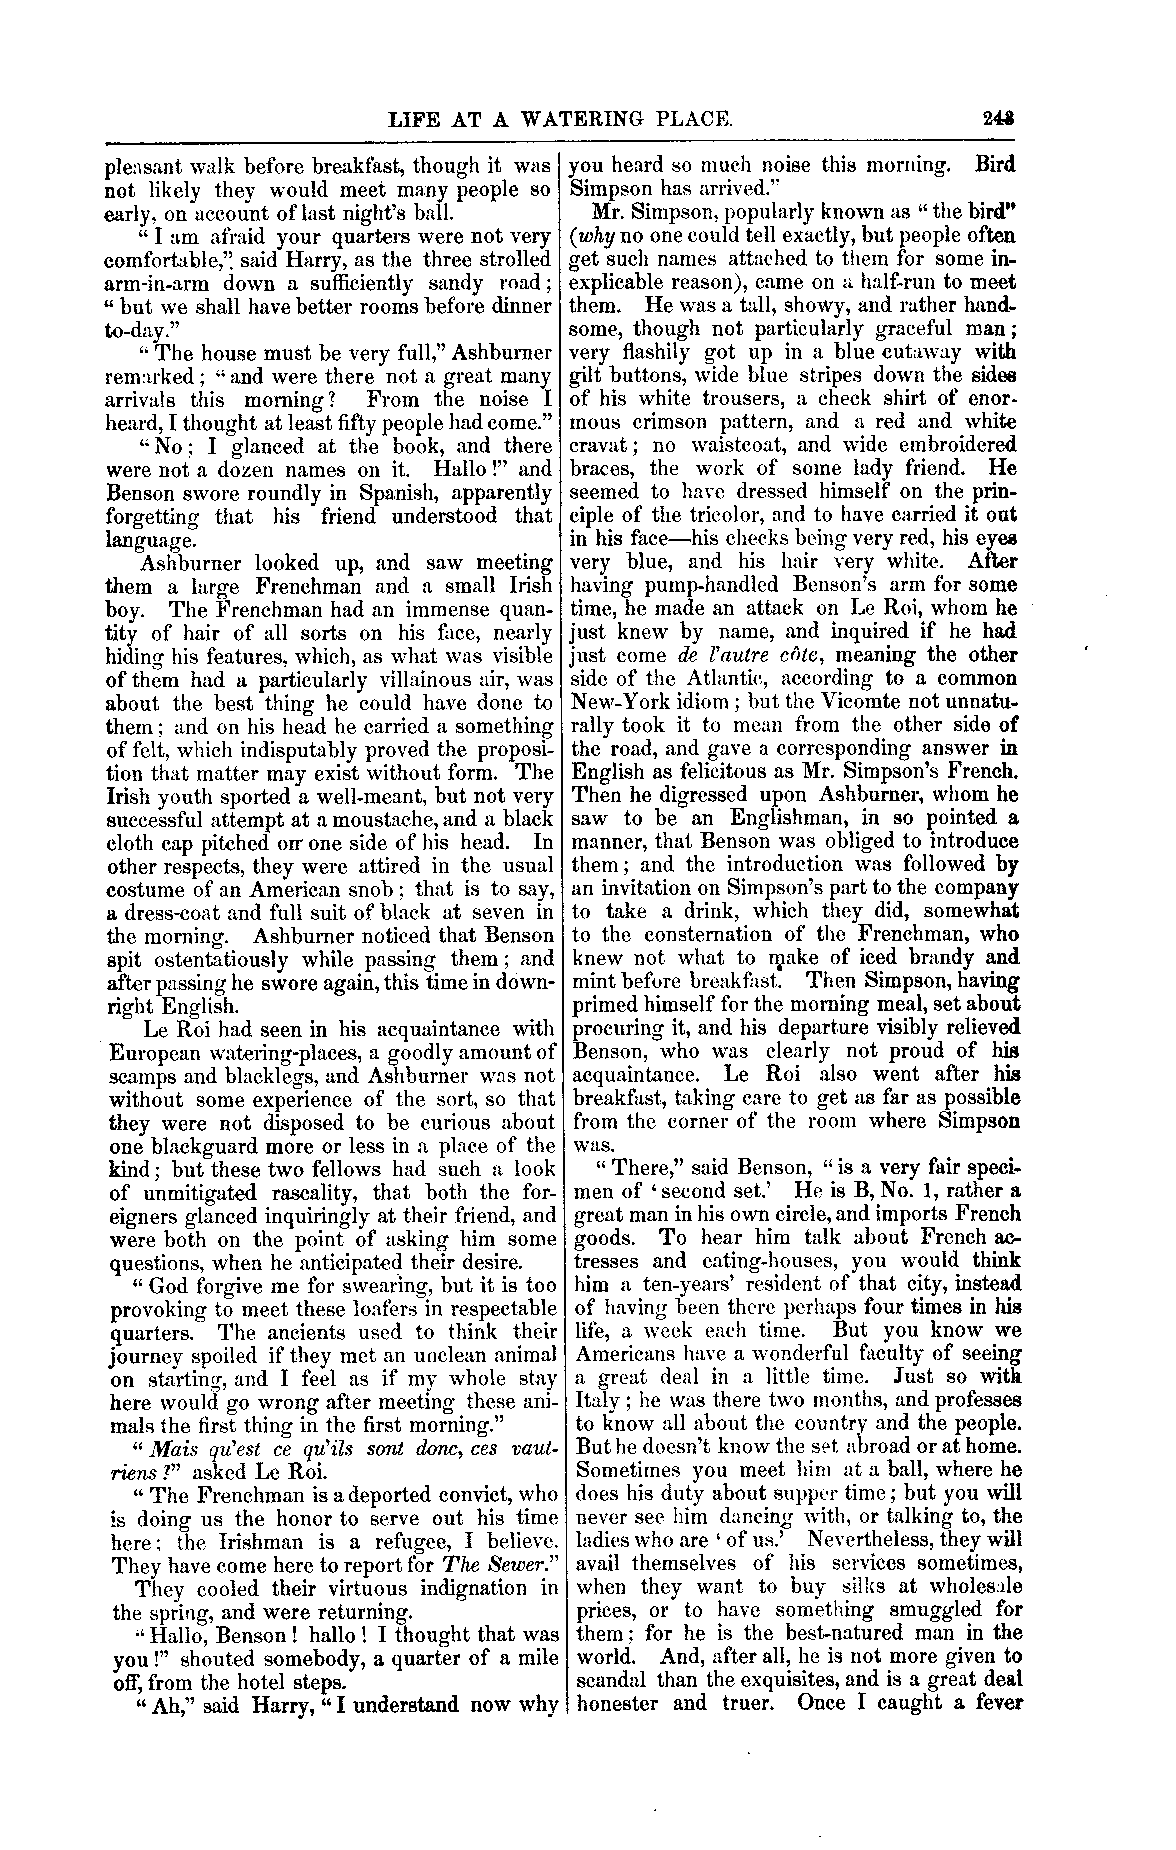 LIFE AT A WATERING PLACE.
243
pleasant walk before breakfast, though it was
not likely they would meet many people so
early, on account of last night's ball.
“ I am afraid your quarters were not very
comfortable,” said Harry, as the three strolled
arm-in-arm down a sufficiently sandy road ;
“ but we shall have better rooms before dinner
to-day.”
“ The house must be very full,” Ashburner
remarked ; “ and were there not a great many
arrivals this morning? From the noise I
heard, I thought at least fifty people had come.”
“ No ; I glanced at the book, and there
were not a dozen names on it. Hallo !” and
Benson swore roundly in Spanish, apparently
forgetting that his friend understood that
language.
Ashburner looked up, and saw meeting
them a large Frenchman and a small Irish
boy. The Frenchman had an immense quan-
tity of hair of all sorts on his face, nearly
hiding his features, which, as what was visible
of them had a particularly villainous air, was
about the best thing he could have done to
them ; and on his head he carried a something
of felt, which indisputably proved the proposi-
tion that matter may exist without form. The
Irish youth sported a well-meant, but not very
successful attempt at a moustache, and a black
cloth cap pitched on one side of his head. In
other respects, they were attired in the usual
costume of an American snob ; that is to say,
a dress-coat and full suit of black at seven in
the morning. Ashburner noticed that Benson
spit ostentatiously while passing them ; and
after passing he swore again, this time in down-
right English.
Le Roi had seen in his acquaintance with
European watering-places, a goodly amount of
scamps and blacklegs, and Ashburner was not
without some experience of the sort, so that
they were not disposed to be curious about
one blackguard more or less in a place of the
kind ; but these two fellows had such a look
of unmitigated rascality, that both the for-
eigners glanced inquiringly at their friend, and
were both on the point of asking him some
questions, when he anticipated their desire.
“ God forgive me for swearing, but it is too
provoking to meet these loafers in respectable
quarters. The ancients used to think their
journey spoiled if they met an unclean animal
on starting, and I feel as if my whole stay
here would go wrong after meeting these ani-
mals the first thing in the first morning.”
“ Mais qu'est ce qu'ils sont donc, ces vaut-
riens ?” asked Le Roi.
“ The Frenchman is a deported convict, who
is doing us the honor to serve out his time
here ; the Irishman is a refugee, I believe.
They have come here to report for The Sewer.”
They cooled their virtuous indignation in
the spring, and were returning.
“ Hallo, Benson ! hallo ! I thought that was
you !” shouted somebody, a quarter of a mile
off, from the hotel steps.
“ Ah,” said Harry, “ I understand now why
you heard so much noise this morning. Bird
Simpson has arrived.”
Mr. Simpson, popularly known as “ the bird”
(why no one could tell exactly, but people often
get such names attached to them for some in-
explicable reason), came on a half-run to meet
them. He was a tall, showy, and rather hand-
some, though not particularly graceful man ;
very flashily got up in a blue cutaway with
gilt buttons, wide blue stripes down the sides
of his white trousers, a check shirt of enor-
mous crimson pattern, and a red and white
cravat ; no waistcoat, and wide embroidered
braces, the work of some lady friend. He
seemed to have dressed himself on the prin-
ciple of the tricolor, and to have carried it out
in his face—his checks being very red, his eyes
very blue, and his hair very white. After
having pump-handled Benson's arm for some
time, he made an attack on Le Roi, whom he
just knew by name, and inquired if he had
just come de l'autre côte, meaning the other
side of the Atlantic, according to a common
New-York idiom ; but the Vicomte not unnatu-
rally took it to mean from the other side of
the road, and gave a corresponding answer in
English as felicitous as Mr. Simpson's French.
Then he digressed upon Ashburner, whom he
saw to be an Englishman, in so pointed a
manner, that Benson was obliged to introduce
them ; and the introduction was followed by
an invitation on Simpson's part to the company
to take a drink, which they did, somewhat
to the consternation of the Frenchman, who
knew not what to make of iced brandy and
mint before breakfast. Then Simpson, having
primed himself for the morning meal, set about
procuring it, and his departure visibly relieved
Benson, who was clearly not proud of his
acquaintance. Le Roi also went after his
breakfast, taking care to get as far as possible
from the corner of the room where Simpson
was.
“ There,” said Benson, “ is a very fair speci-
men of ‘ second set.’ He is B, No. 1, rather a
great man in his own circle, and imports French
goods. To hear him talk about French ac-
tresses and eating-houses, you would think
him a ten-years' resident of that city, instead
of having been there perhaps four times in his
life, a week each time. But you know we
Americans have a wonderful faculty of seeing
a great deal in a little time. Just so with
Italy ; he was there two months, and professes
to know all about the country and the people.
But he doesn't know the set abroad or at home.
Sometimes you meet him at a ball, where he
does his duty about supper time ; but you will
never see him dancing with, or talking to, the
ladies who are ‘ of us.’ Nevertheless, they will
avail themselves of his services sometimes,
when they want to buy silks at wholesale
prices, or to have something smuggled for
them ; for he is the best-natured man in the
world. And, after all, he is not more given to
scandal than the exquisites, and is a great deal
honester and truer. Once I caught a fever